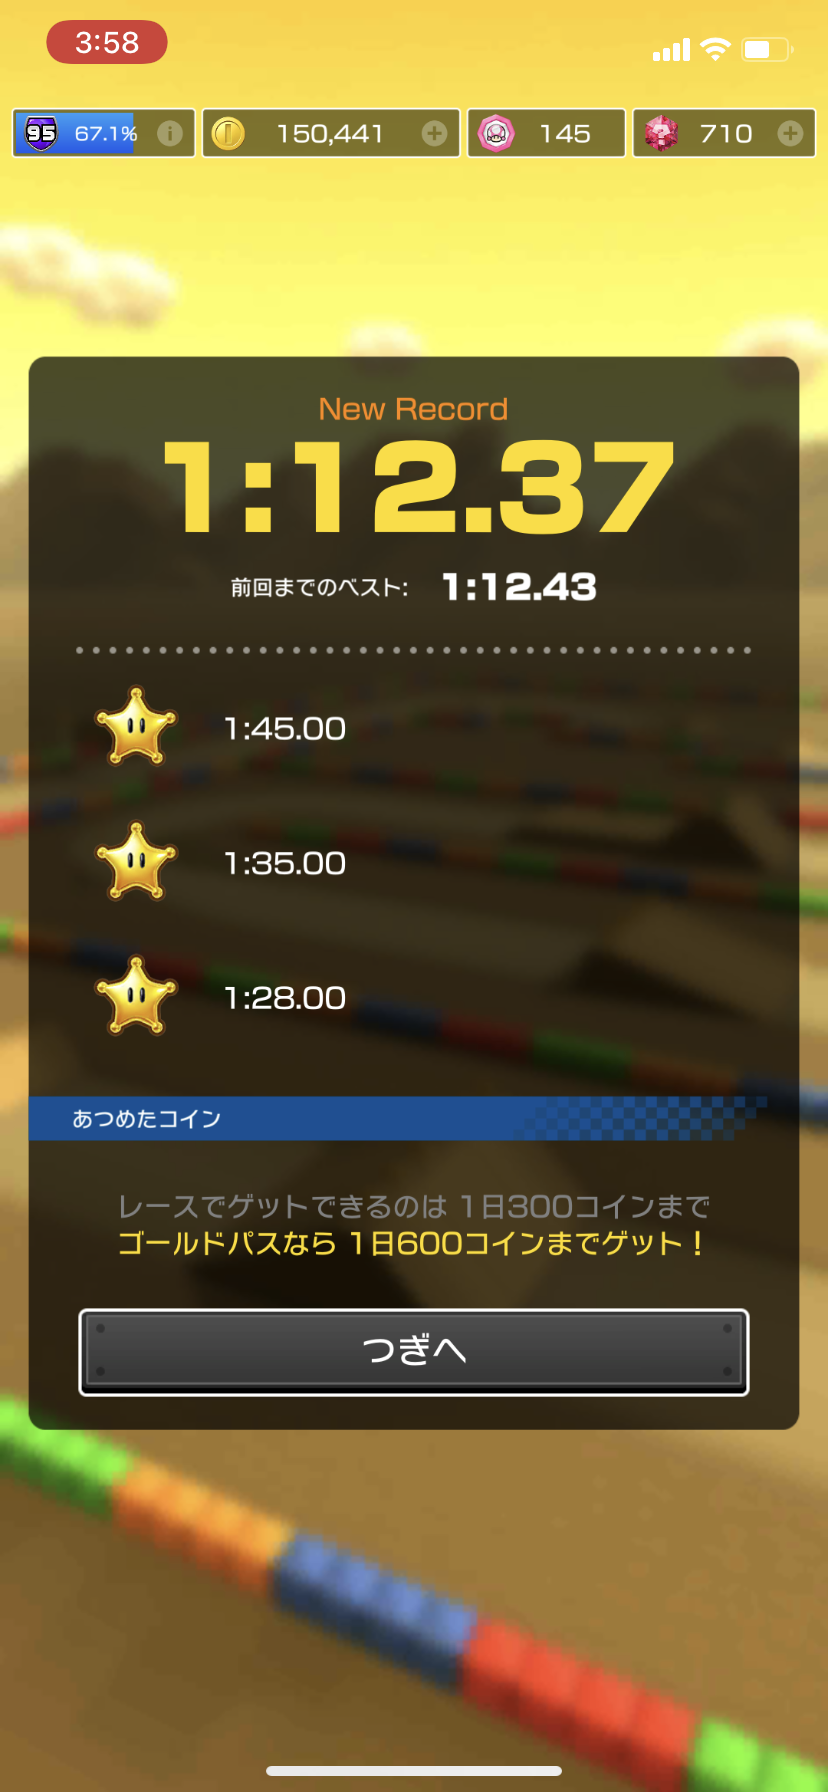 3:58
95 67.1% 150,441 145 710
New Record
1:12.37
前回までのベスト: 1:12.43
1:45.00
1:35.00
1:28.00
あつめたコイン
レースでゲットできるのは 1日300コインまで
ゴールドパスなら 1日600コインまでゲット！
つぎへ